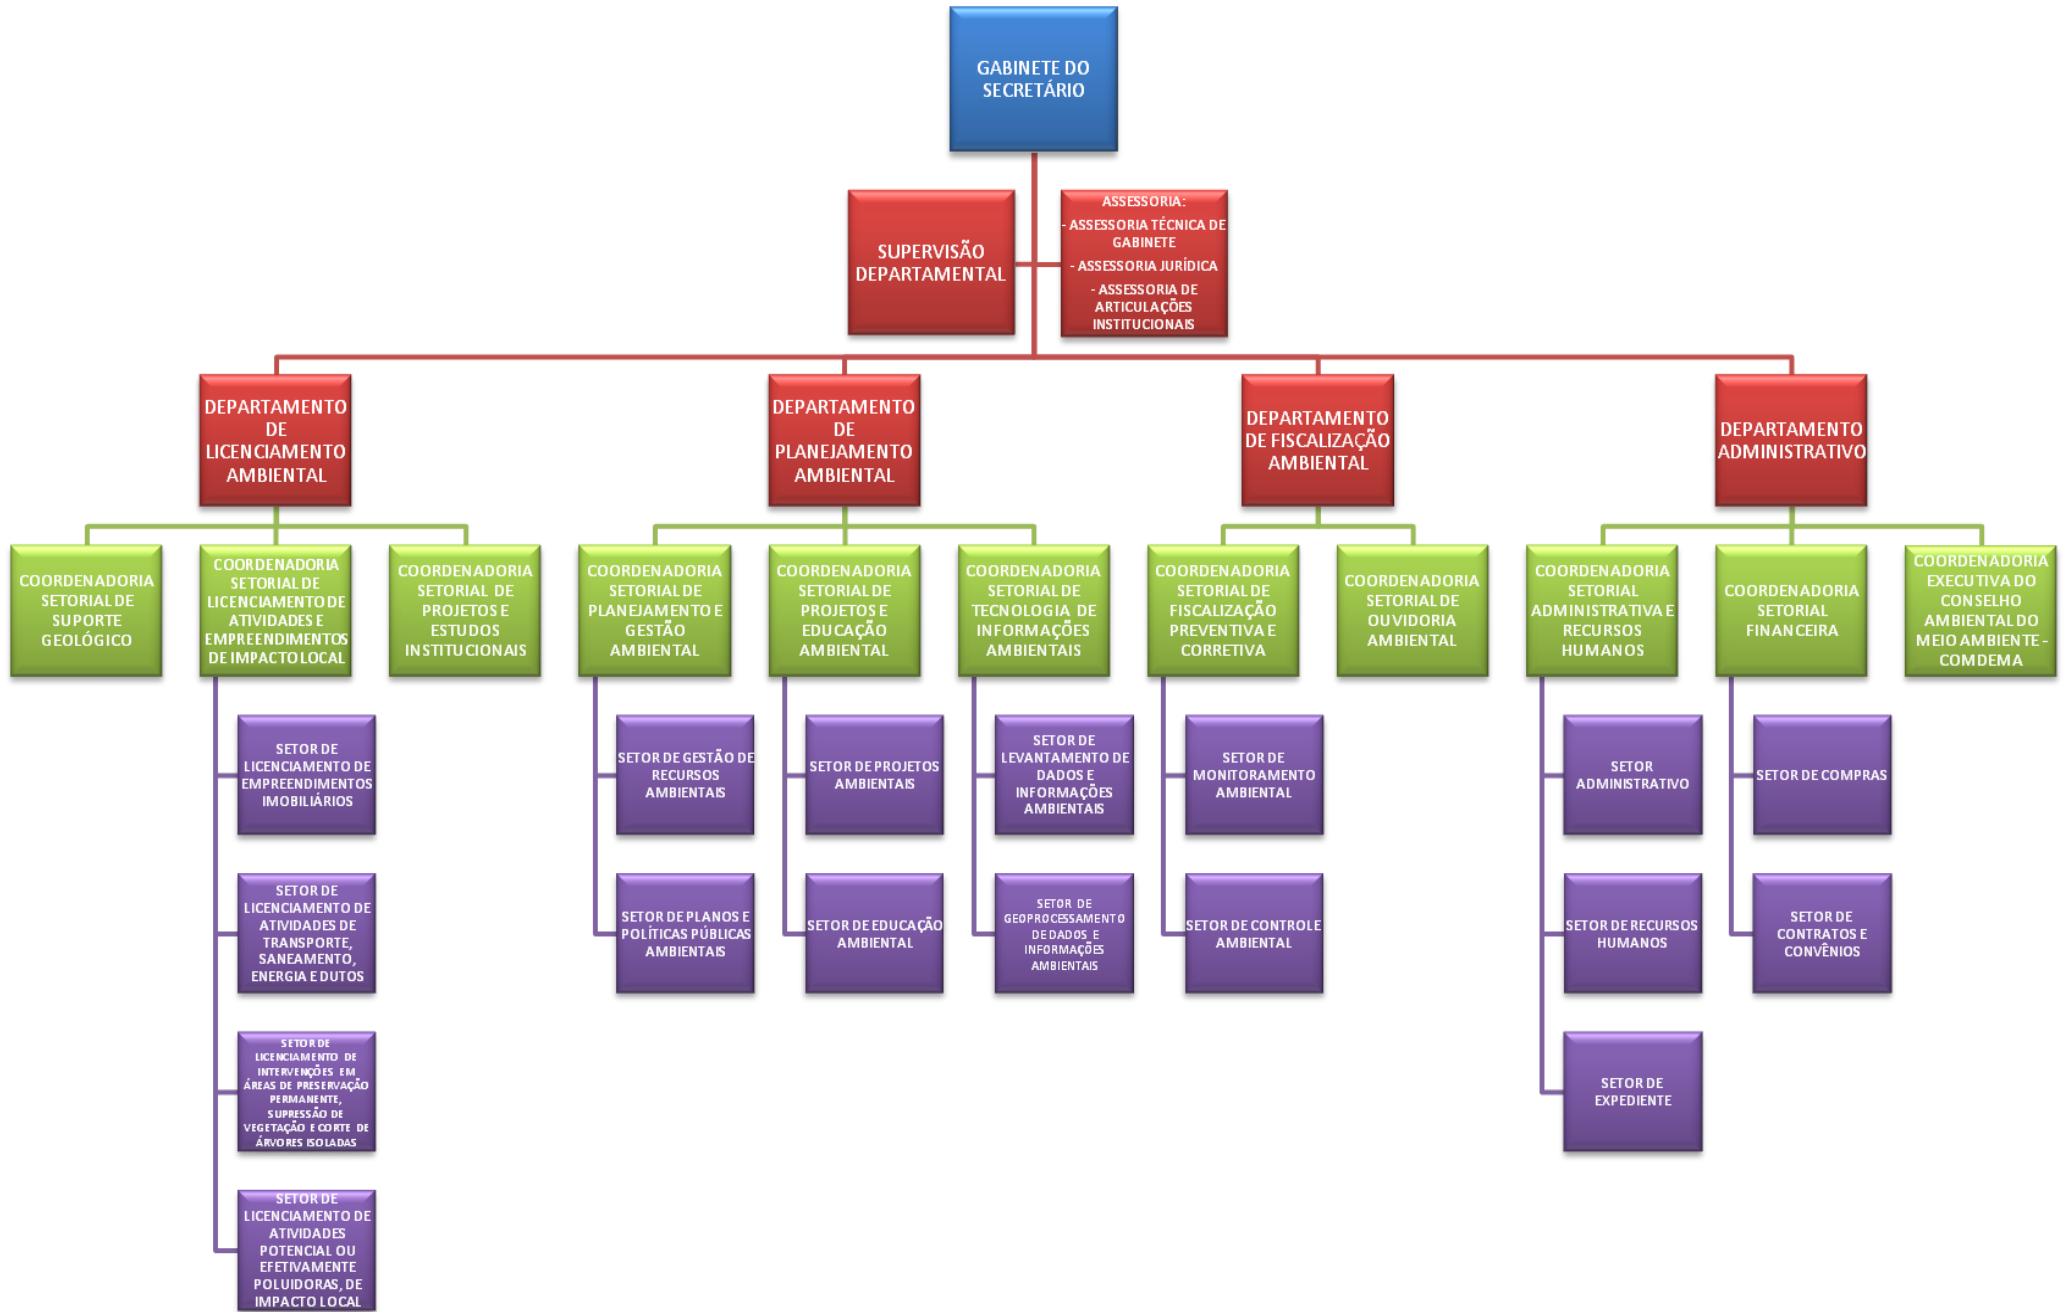 GABINETE DO
SECRETÁRIO
SUPERVISÃO
DEPARTAMENTAL
ASSESSORIA:
- ASSESSORIA TÉCNICA DE
GABINETE
- ASSESSORIA JURÍDICA
- ASSESSORIA DE
ARTICULAÇÕES
INSTITUCIONAIS
DEPARTAMENTO
DE
LICENCIAMENTO
AMBIENTAL
DEPARTAMENTO
DE
PLANEJAMENTO
AMBIENTAL
DEPARTAMENTO
DE FISCALIZAÇÃO
AMBIENTAL
DEPARTAMENTO
ADMINISTRATIVO
COORDENADORIA
SETORIAL DE
SUPORTE
GEOLÓGICO
COORDENADORIA
SETORIAL DE
LICENCIAMENTO DE
ATIVIDADES E
EMPREENDIMENTOS
DE IMPACTO LOCAL
COORDENADORIA
SETORIAL DE
PROJETOS E
ESTUDOS
INSTITUCIONAIS
COORDENADORIA
SETORIAL DE
PLANEJAMENTO E
GESTÃO
AMBIENTAL
COORDENADORIA
SETORIAL DE
PROJETOS E
EDUCAÇÃO
AMBIENTAL
COORDENADORIA
SETORIAL DE
TECNOLOGIA DE
INFORMAÇÕES
AMBIENTAIS
COORDENADORIA
SETORIAL DE
FISCALIZAÇÃO
PREVENTIVA E
CORRETIVA
COORDENADORIA
SETORIAL DE
OUVIDORIA
AMBIENTAL
COORDENADORIA
SETORIAL
ADMINISTRATIVA E
RECURSOS
HUMANOS
COORDENADORIA
SETORIAL
FINANCEIRA
COORDENADORIA
EXECUTIVA DO
CONSELHO
AMBIENTAL DO
MEIO AMBIENTE -
COMDEMA
SETOR DE
LICENCIAMENTO DE
EMPREENDIMENTOS
IMOBILIÁRIOS
SETOR DE GESTÃO DE
RECURSOS
AMBIENTAIS
SETOR DE PROJETOS
AMBIENTAIS
SETOR DE
LEVANTAMENTO DE
DADOS E
INFORMAÇÕES
AMBIENTAIS
SETOR DE
MONITORAMENTO
AMBIENTAL
SETOR
ADMINISTRATIVO
SETOR DE COMPRAS
SETOR DE
LICENCIAMENTO DE
ATIVIDADES DE
TRANSPORTE,
SANEAMENTO,
ENERGIA E DUTOS
SETOR DE PLANOS E
POLÍTICAS PÚBLICAS
AMBIENTAIS
SETOR DE EDUCAÇÃO
AMBIENTAL
SETOR DE
GEOPROCESSAMENTO
DE DADOS E
INFORMAÇÕES
AMBIENTAIS
SETOR DE CONTROLE
AMBIENTAL
SETOR DE RECURSOS
HUMANOS
SETOR DE
CONTRATOS E
CONVÊNIOS
SETOR DE
LICENCIAMENTO DE
INTERVENÇÕES EM
ÁREAS DE PRESERVAÇÃO
PERMANENTE,
SUPRESSÃO DE
VEGETAÇÃO E CORTE DE
ÁRVORES ISOLADAS
SETOR DE
EXPEDIENTE
SETOR DE
LICENCIAMENTO DE
ATIVIDADES
POTENCIAL OU
EFETIVAMENTE
POLUIDORAS, DE
IMPACTO LOCAL